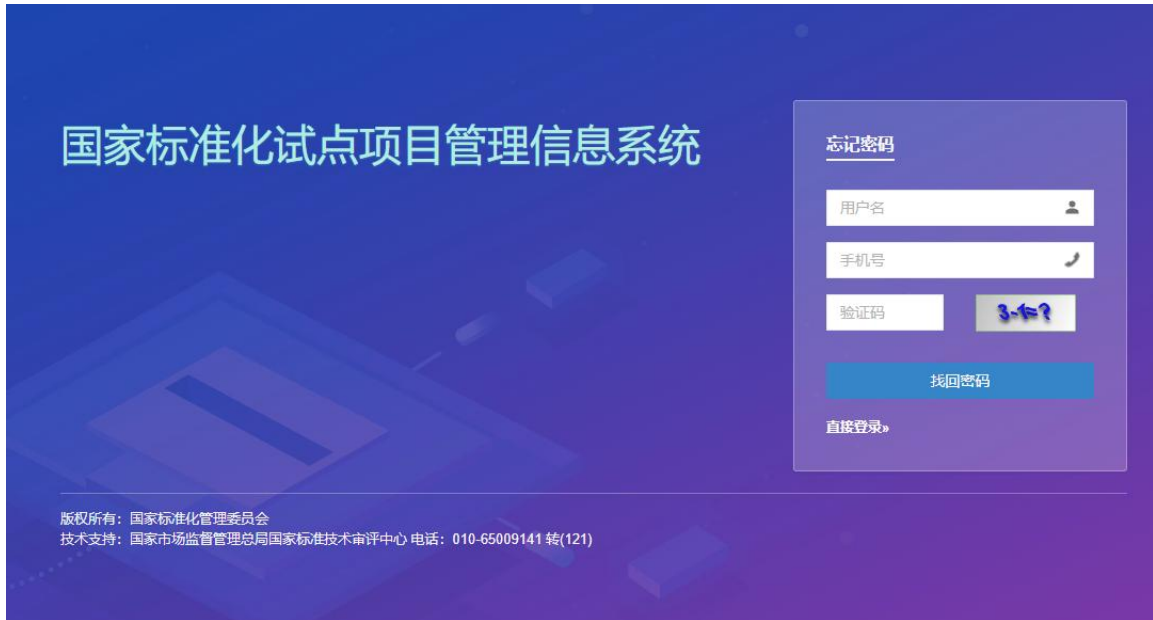 国家标准化试点项目管理信息系统
忘记密码
用户名
手机号
验证码 3-1=?
找回密码
直接登录»
版权所有：国家标准化管理委员会
技术支持：国家市场监督管理总局国家标准技术审评中心 电话：010-65009141 转(121)